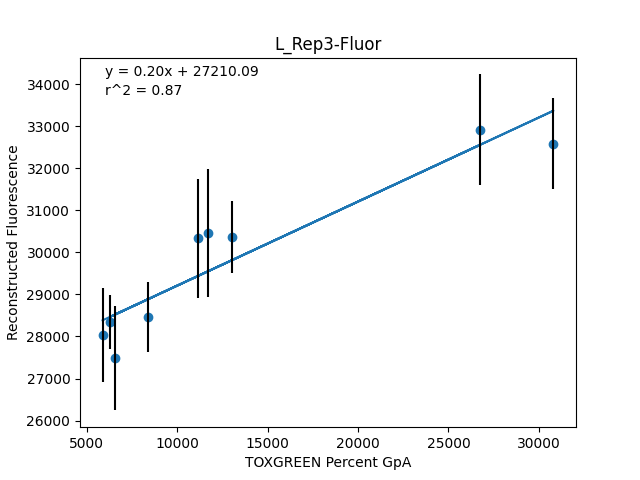 L_Rep3-Fluor
y = 0.20x + 27210.09
r^2 = 0.87
34000
33000
32000
31000
30000
29000
28000
27000
26000
Reconstructed Fluorescence
5000 10000 15000 20000 25000 30000
TOXGREEN Percent GpA